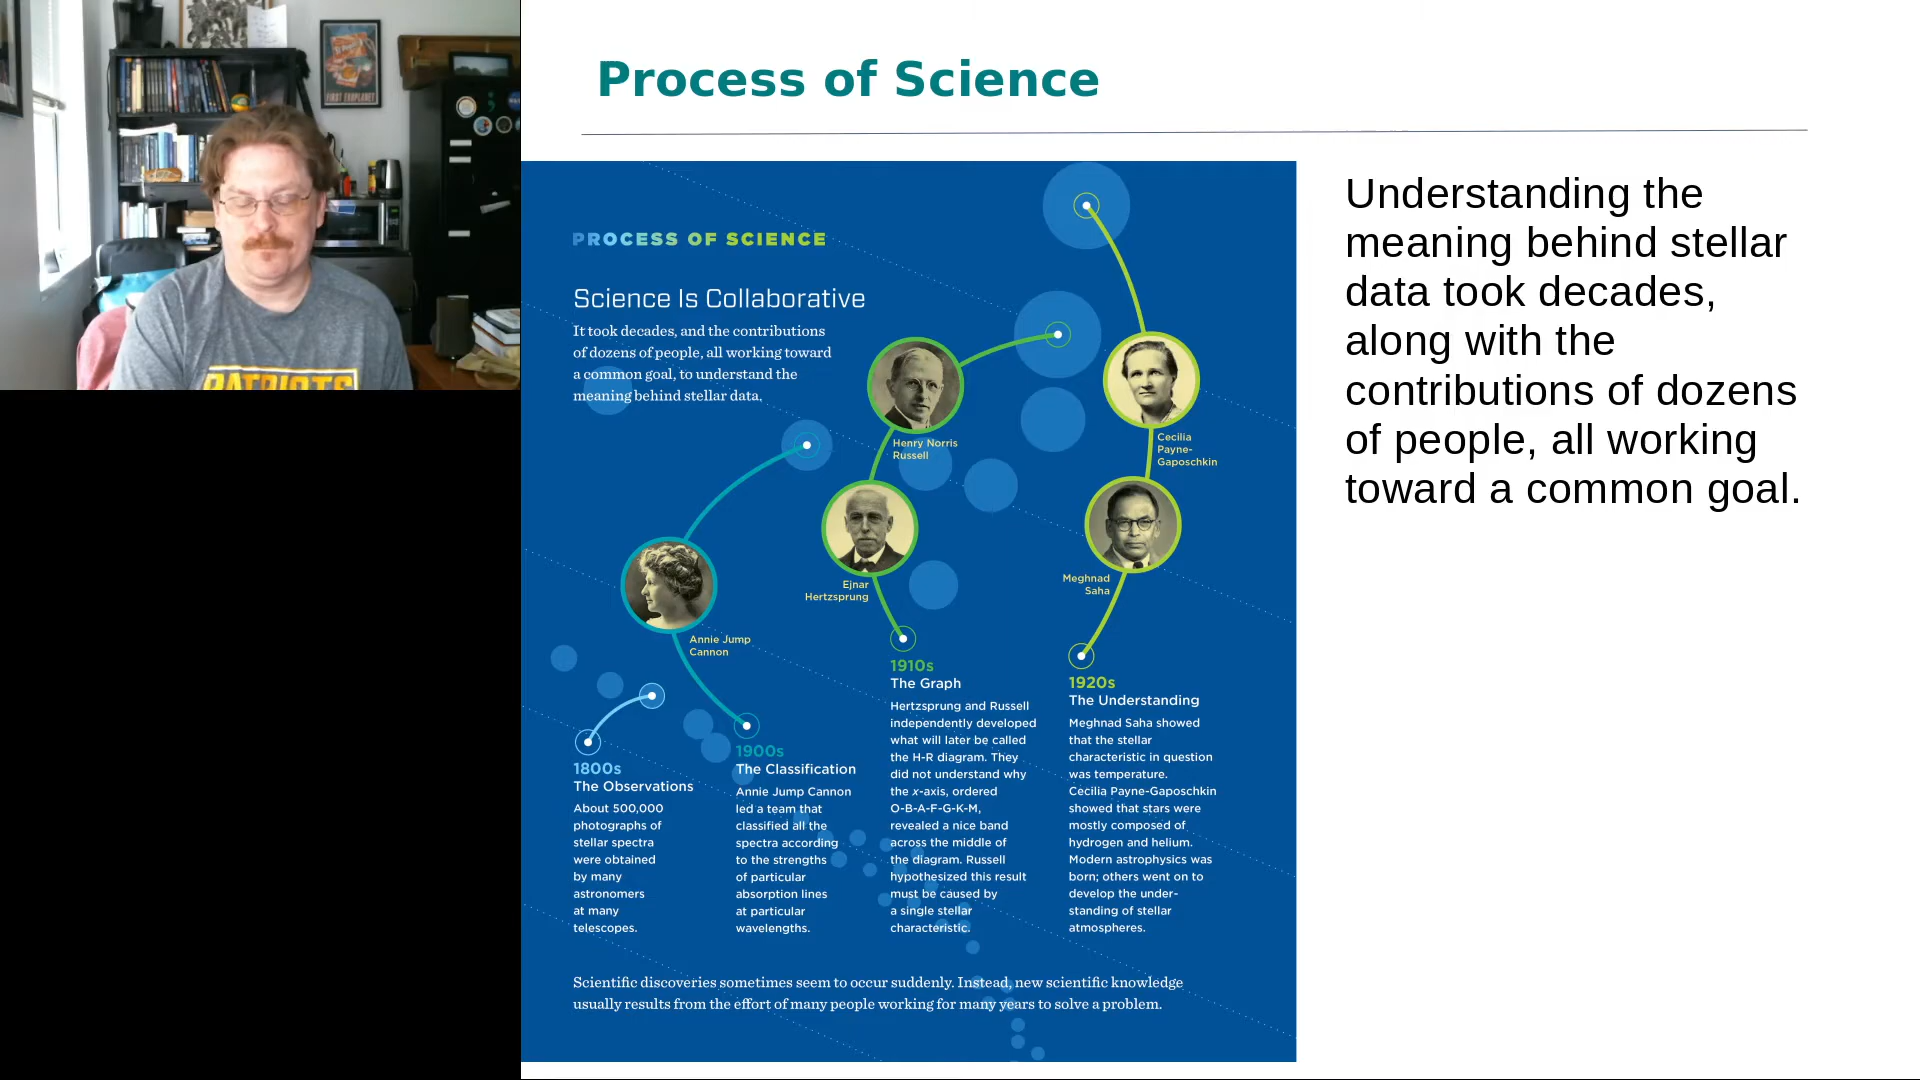 Process of Science
PROCESS OF SCIENCE
Science Is Collaborative
It took decades, and the contributions
of dozens of people, all working toward
a common goal, to understand the
meaning behind stellar data.
Henry Norris
Russell
Cecilia
Payne-
Gaposchkin
Ejnar
Hertzsprung
Meghnad
Saha
Annie Jump
Cannon
1800s
The Observations
About 500,000
photographs of
stellar spectra
were obtained
by many
astronomers
at many
telescopes.
1900s
The Classification
Annie Jump Cannon
led a team that
classified all the
spectra according
to the strengths
of particular
absorption lines
at particular
wavelengths.
1910s
The Graph
Hertzsprung and Russell
independently developed
what will later be called
the H-R diagram. They
did not understand why
the x-axis, ordered
O-B-A-F-G-K-M,
revealed a nice band
across the middle of
the diagram. Russell
hypothesized this result
must be caused by
a single stellar
characteristic.
1920s
The Understanding
Meghnad Saha showed
that the stellar
characteristic in question
was temperature.
Cecilia Payne-Gaposchkin
showed that stars were
mostly composed of
hydrogen and helium.
Modern astrophysics was
born; others went on to
develop the under-
standing of stellar
atmospheres.
Scientific discoveries sometimes seem to occur suddenly. Instead, new scientific knowledge
usually results from the effort of many people working for many years to solve a problem.
Understanding the
meaning behind stellar
data took decades,
along with the
contributions of dozens
of people, all working
toward a common goal.
FIRST EXOPLANET
PATRIOTS